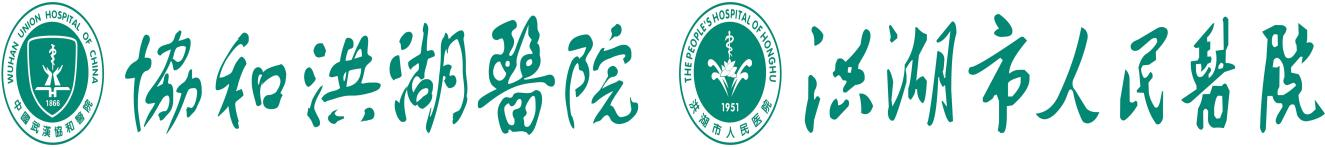 WUHAN UNION HOSPITAL OF CHINA
1866
中國武漢協和醫院
協和洪湖醫院
THE PEOPLE'S HOSPITAL OF HONGHU
1951
洪湖市人民医院
洪湖市人民醫院